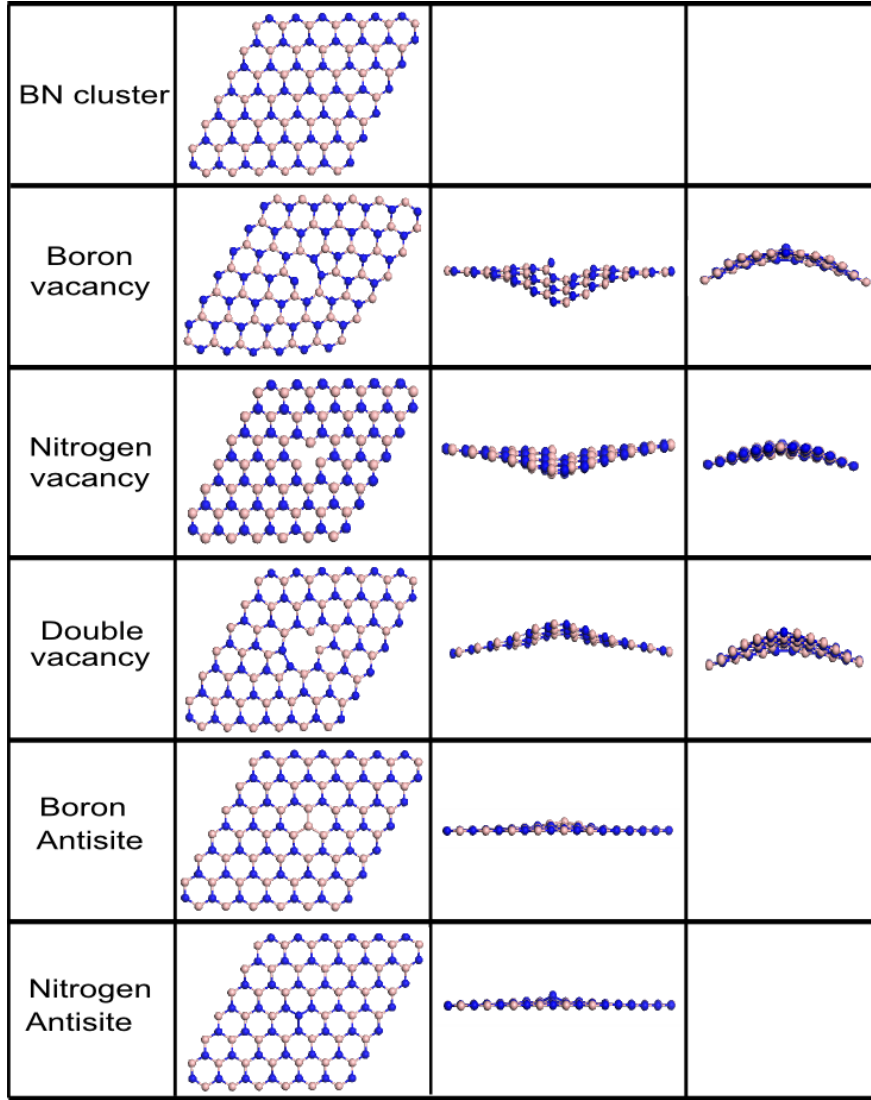 BN cluster
Boron
vacancy
Nitrogen
vacancy
Double
vacancy
Boron
Antisite
Nitrogen
Antisite